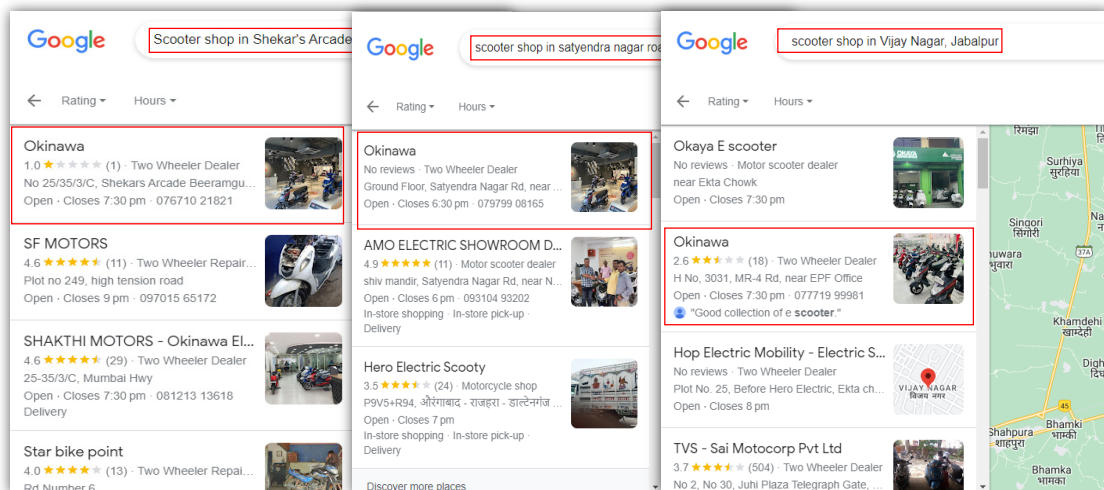 Google
Scooter shop in Shekar's Arcade
Rating
Hours
Okinawa
1.0 (1) · Two Wheeler Dealer
No 25/35/3/C, Shekars Arcade Beeramgu...
Open · Closes 7:30 pm · 076710 21821
SF MOTORS
4.6 (11) · Two Wheeler Repair...
Plot no 249, high tension road
Open · Closes 9 pm · 097015 65172
SHAKTHI MOTORS - Okinawa El...
4.6 (29) · Two Wheeler Dealer
25-35/3/C, Mumbai Hwy
Open · Closes 7:30 pm · 081213 13618
Delivery
Star bike point
4.0 (13) · Two Wheeler Repai...
Rd Number 6
Google
scooter shop in satyendra nagar roa
Rating
Hours
Okinawa
No reviews · Two Wheeler Dealer
Ground Floor, Satyendra Nagar Rd, near ...
Open · Closes 6:30 pm · 079799 08165
AMO ELECTRIC SHOWROOM D...
4.9 (11) · Motor scooter dealer
shiv mandir, Satyendra Nagar Rd, near N...
Open · Closes 6 pm · 093104 93202
In-store shopping · In-store pick-up ·
Delivery
Hero Electric Scooty
3.5 (24) · Motorcycle shop
P9V5+R94, औरंगाबाद - राजहरा - डाल्टेनगंज ...
Open · Closes 7 pm
In-store shopping · In-store pick-up ·
Delivery
Discover more places
Google
scooter shop in Vijay Nagar, Jabalpur
Rating
Hours
Okaya E scooter
No reviews · Motor scooter dealer
near Ekta Chowk
Open · Closes 7:30 pm
OKAYA
Okinawa
2.6 (18) · Two Wheeler Dealer
H No, 3031, MR-4 Rd, near EPF Office
Open · Closes 7:30 pm · 077719 99981
"Good collection of e scooter."
Hop Electric Mobility - Electric S...
No reviews · Two Wheeler Dealer
Plot No. 25, Before Hero Electric, Ekta ch...
Open · Closes 8 pm
VIJAY NAGAR
विजय नगर
TVS - Sai Motocorp Pvt Ltd
3.7 (504) · Two Wheeler Dealer
No 2, No 30, Juhi Plaza Telegraph Gate, ...
रिमझा
Surhiya
सुरहिया
Singori
सिंगोरी
37A
Khamdehi
खाम्देही
45
Shahpura
शाहपुरा
Bhamki
भाम्की
Bhamka
भामका